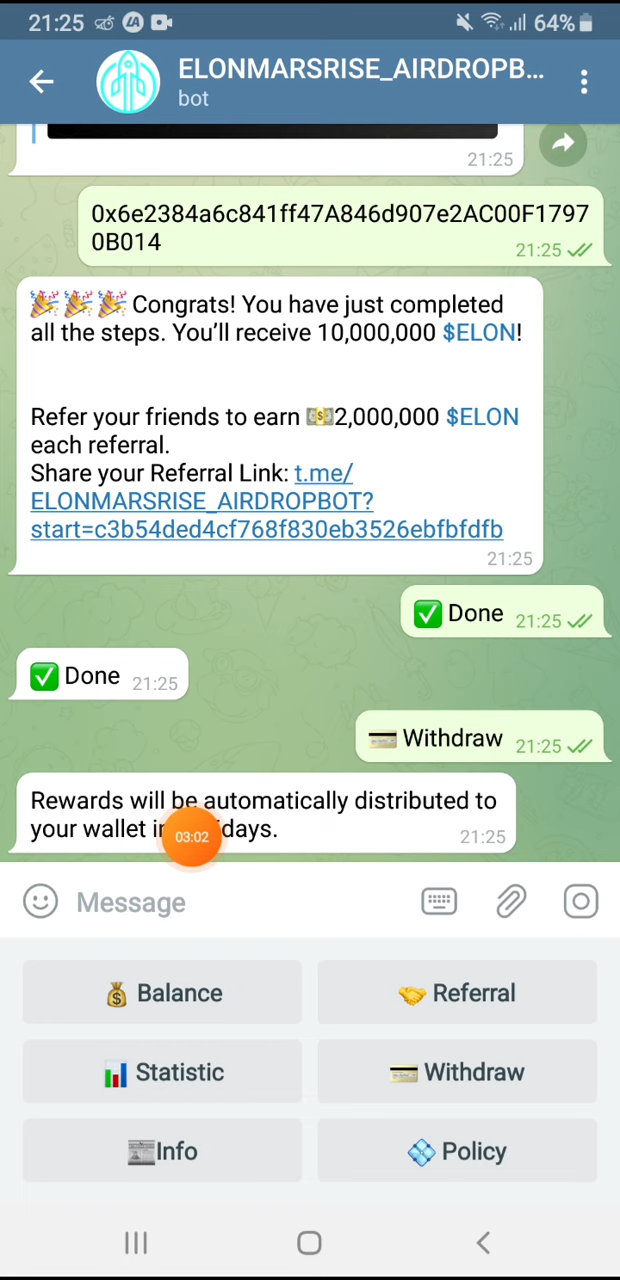 21:25 LA 64%
ELONMARSRISE_AIRDROPB...
bot
21:25
0x6e2384a6c841ff47A846d907e2AC00F1797
0B014 21:25
Congrats! You have just completed
all the steps. You’ll receive 10,000,000 $ELON!
Refer your friends to earn 2,000,000 $ELON
each referral.
Share your Referral Link: t.me/
ELONMARSRISE_AIRDROPBOT?
start=c3b54ded4cf768f830eb3526ebfbfdfb
21:25
Done 21:25
Done 21:25
Withdraw 21:25
Rewards will be automatically distributed to
your wallet days. 21:25
03:02
Message
Balance Referral
Statistic Withdraw
Info Policy